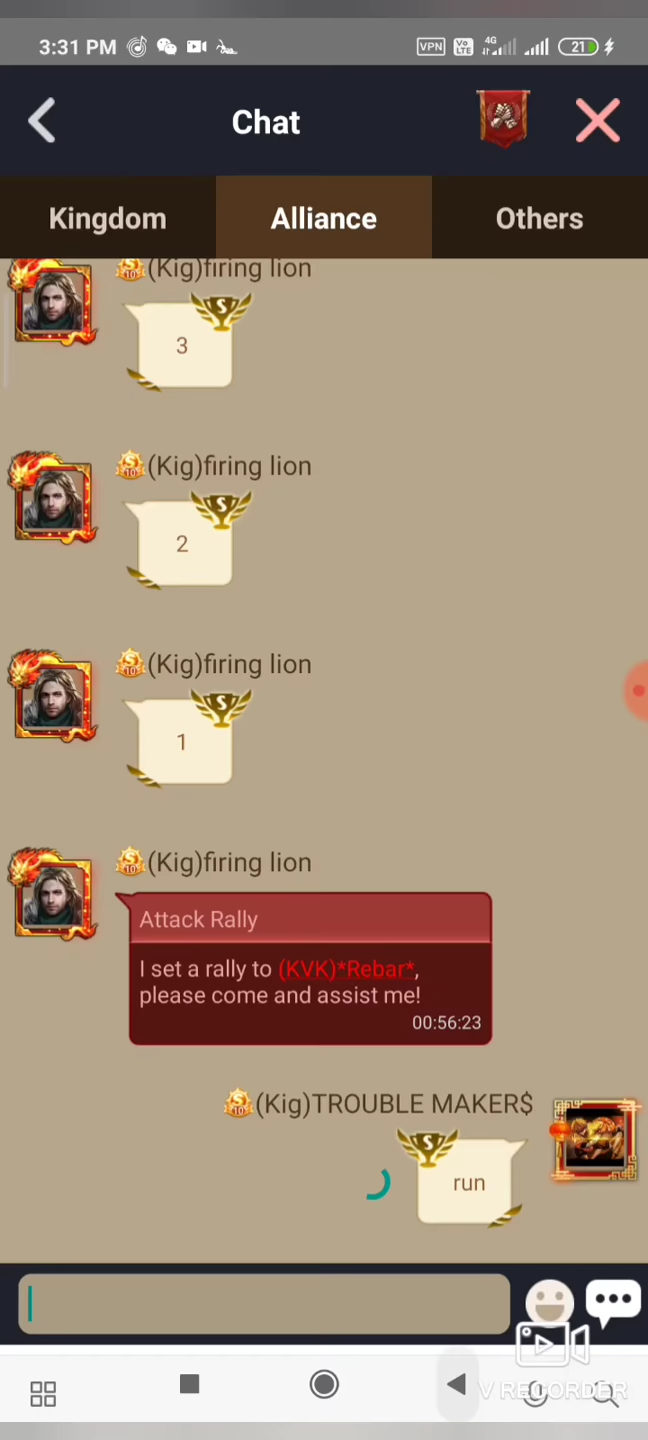 3:31 PM
VPN
Vo LTE
4G
21
Chat
Kingdom
Alliance
Others
(Kig)firing lion
3
(Kig)firing lion
2
(Kig)firing lion
1
(Kig)firing lion
Attack Rally
I set a rally to (KVK)*Rebar*,
please come and assist me!
00:56:23
(Kig)TROUBLE MAKER$
run
V RECORDER